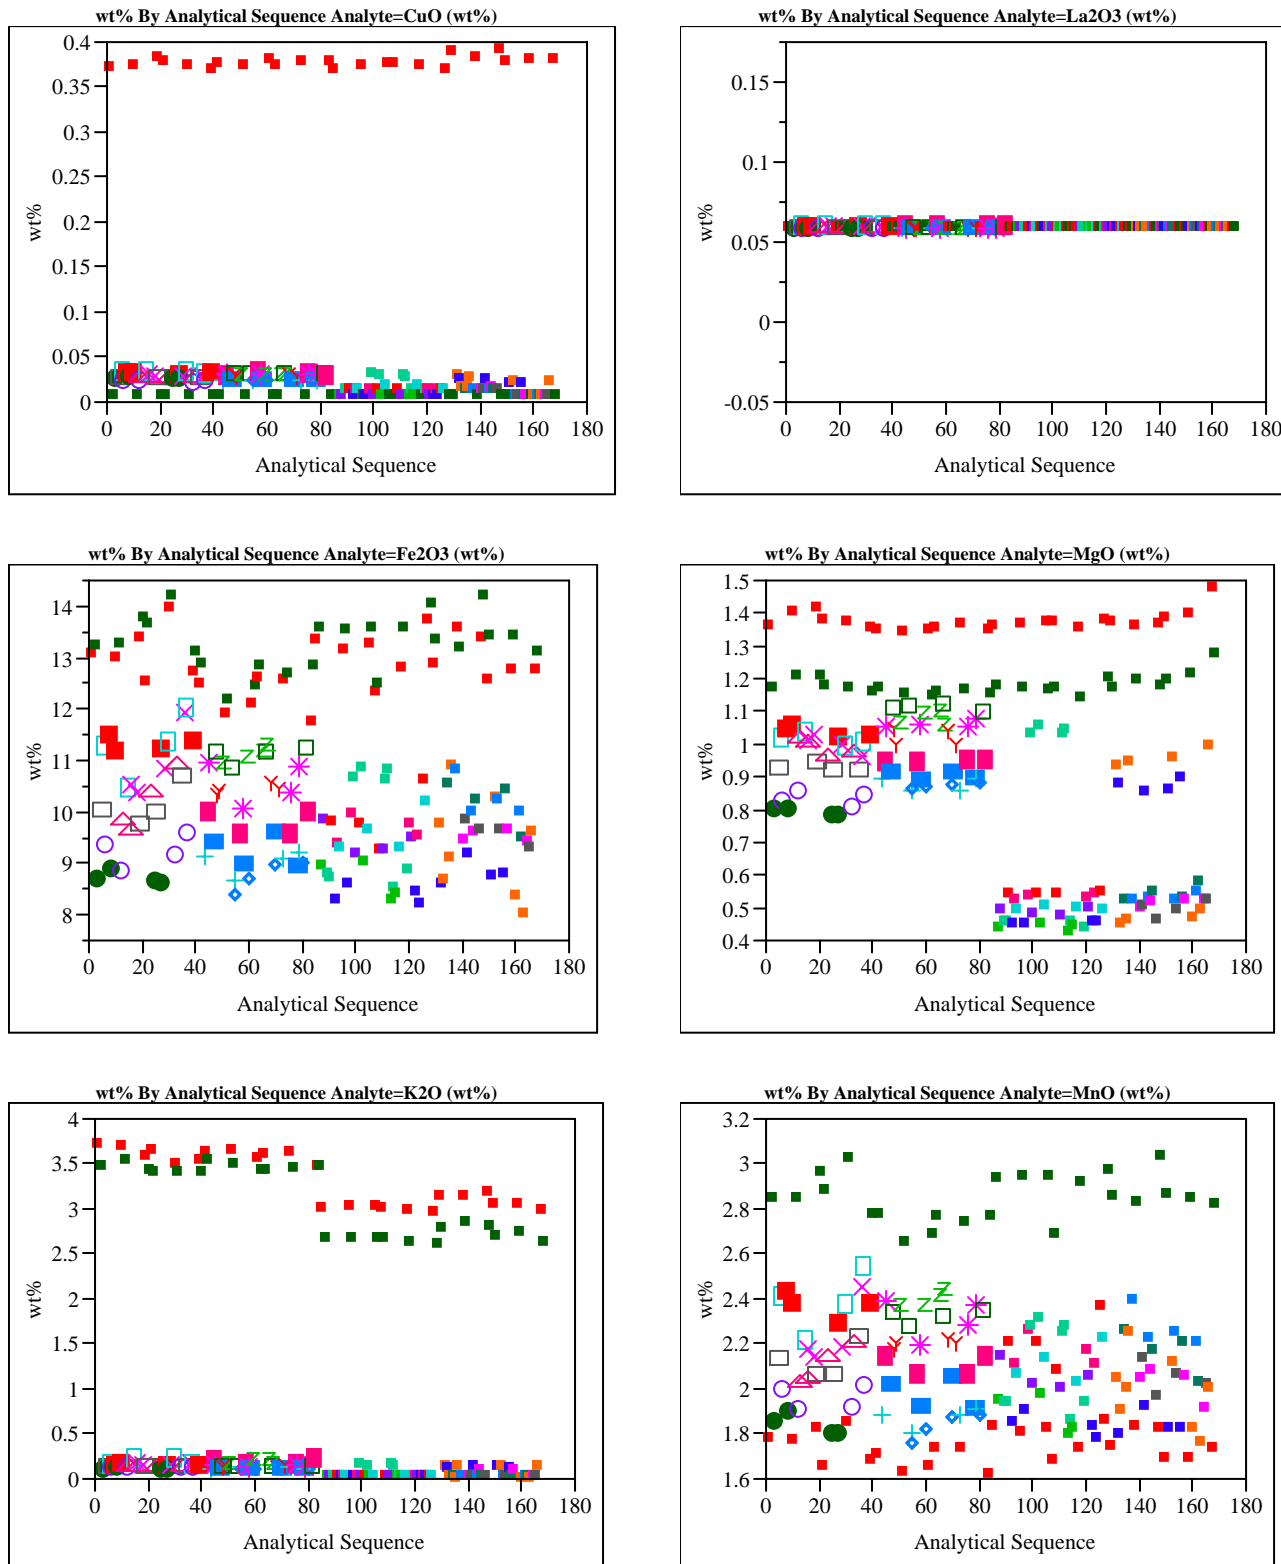 wt% By Analytical Sequence Analyte=CuO (wt%)
0.4
0.35
0.3
0.25
0.2
0.15
0.1
0.05
0
wt%
0 20 40 60 80 100 120 140 160 180
Analytical Sequence
wt% By Analytical Sequence Analyte=La2O3 (wt%)
0.15
0.1
0.05
0
-0.05
wt%
0 20 40 60 80 100 120 140 160 180
Analytical Sequence
wt% By Analytical Sequence Analyte=Fe2O3 (wt%)
14
13
12
11
10
9
8
wt%
0 20 40 60 80 100 120 140 160 180
Analytical Sequence
wt% By Analytical Sequence Analyte=MgO (wt%)
1.5
1.4
1.3
1.2
1.1
1
0.9
0.8
0.7
0.6
0.5
0.4
wt%
0 20 40 60 80 100 120 140 160 180
Analytical Sequence
wt% By Analytical Sequence Analyte=K2O (wt%)
4
3.5
3
2.5
2
1.5
1
0.5
0
wt%
0 20 40 60 80 100 120 140 160 180
Analytical Sequence
wt% By Analytical Sequence Analyte=MnO (wt%)
3.2
3
2.8
2.6
2.4
2.2
2
1.8
1.6
wt%
0 20 40 60 80 100 120 140 160 180
Analytical Sequence